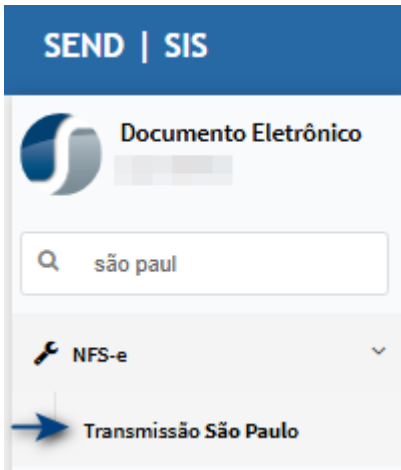 SEND | SIS
Documento Eletrônico
são paul
NFS-e
Transmissão São Paulo